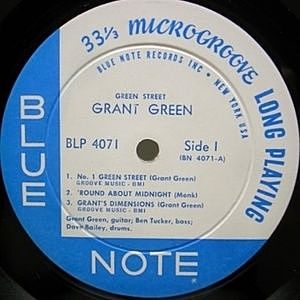 33⅓ MICROGROOVE LONG PLAYING
BLUE NOTE RECORDS INC • NEW YORK USA
GREEN STREET
GRANT GREEN
BLP 4071
Side 1
(BN 4071-A)
1. No. 1 GREEN STREET (Grant Green)
GROOVE MUSIC - BMI
2. 'ROUND ABOUT MIDNIGHT (Monk)
3. GRANT'S DIMENSIONS (Grant Green)
GROOVE MUSIC - BMI
Grant Green, guitar; Ben Tucker, bass;
Dave Bailey, drums.
BLUE
NOTE
®